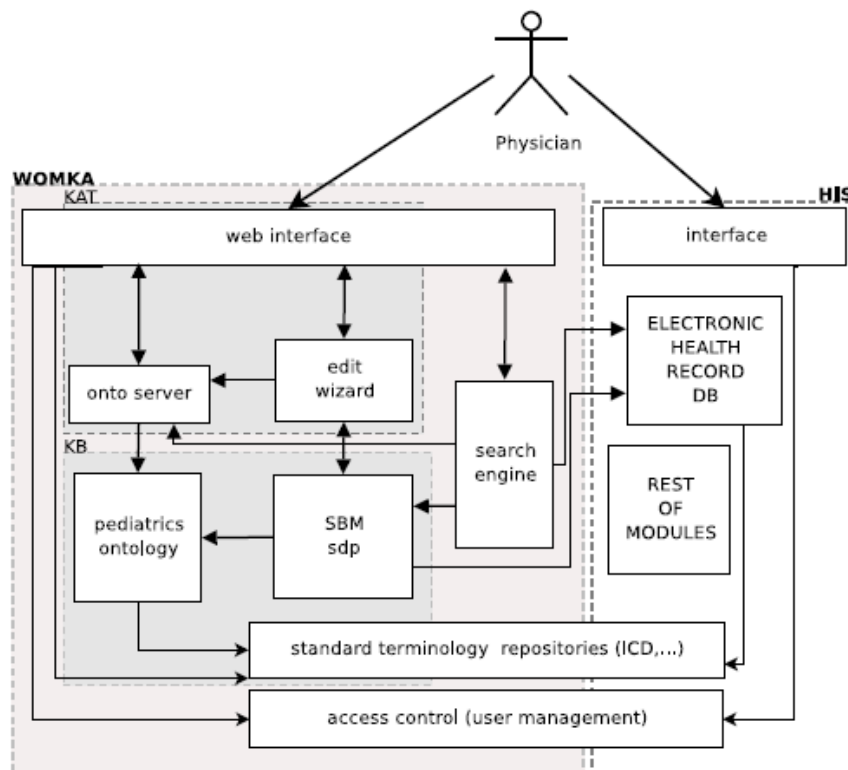 Physician
WOMKA
KAT
HIS
web interface
interface
ELECTRONIC
HEALTH
RECORD
DB
edit
wizard
onto server
search
engine
KB
pediatrics
ontology
SBM
sdp
REST
OF
MODULES
standard terminology repositories (ICD,...)
access control (user management)